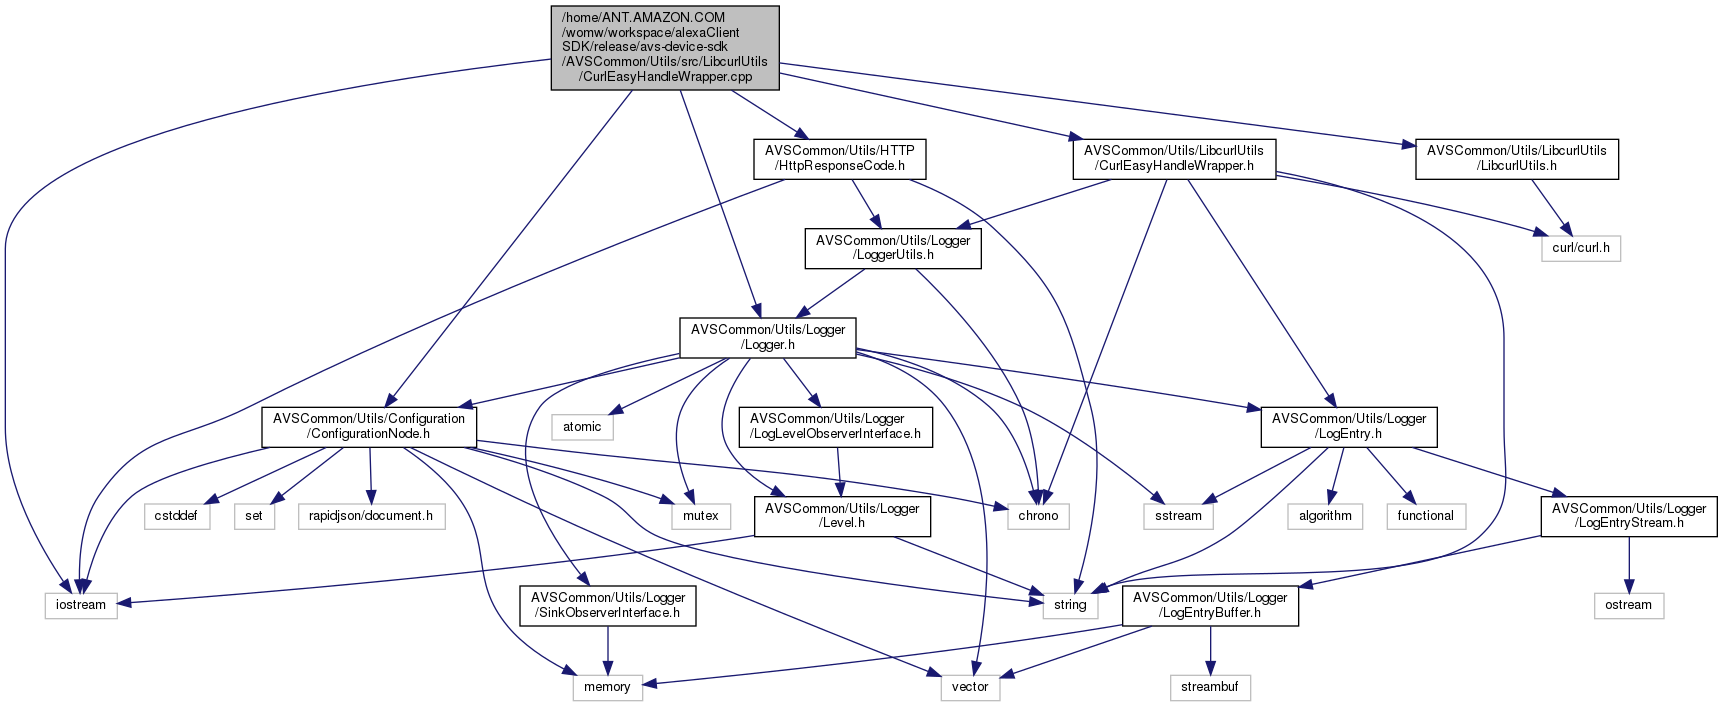 /home/ANT.AMAZON.COM
/womw/workspace/alexaClient
SDK/release/avs-device-sdk
/AVSCommon/Utils/src/LibcurlUtils
/CurlEasyHandleWrapper.cpp
AVSCommon/Utils/HTTP
/HttpResponseCode.h
AVSCommon/Utils/LibcurlUtils
/CurlEasyHandleWrapper.h
AVSCommon/Utils/LibcurlUtils
/LibcurlUtils.h
AVSCommon/Utils/Logger
/LoggerUtils.h
curl/curl.h
AVSCommon/Utils/Logger
/Logger.h
AVSCommon/Utils/Configuration
/ConfigurationNode.h
atomic
AVSCommon/Utils/Logger
/LogLevelObserverInterface.h
AVSCommon/Utils/Logger
/LogEntry.h
cstddef
set
rapidjson/document.h
mutex
AVSCommon/Utils/Logger
/Level.h
chrono
sstream
algorithm
functional
AVSCommon/Utils/Logger
/LogEntryStream.h
iostream
AVSCommon/Utils/Logger
/SinkObserverInterface.h
string
AVSCommon/Utils/Logger
/LogEntryBuffer.h
ostream
memory
vector
streambuf